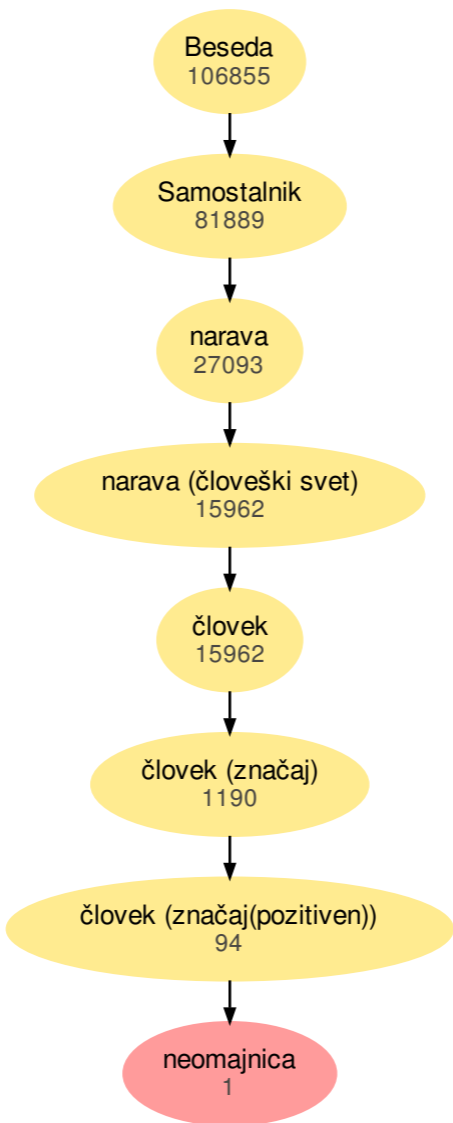 Beseda
106855
Samostalnik
81889
narava
27093
narava (človeški svet)
15962
človek
15962
človek (značaj)
1190
človek (značaj(pozitiven))
94
neomajnica
1